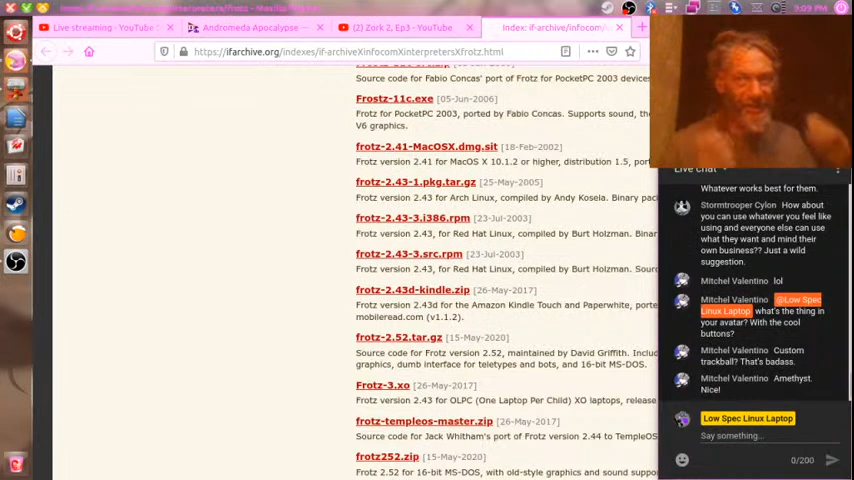 9:09 PM
Live streaming - YouTube
Andromeda Apocalypse —
(2) Zork 2, Ep3 - YouTube
Index: if-archive/infocom/
https://ifarchive.org/indexes/if-archiveXinfocomXinterpretersXfrotz.html
Source code for Fabio Concas' port of Frotz for PocketPC 2003 devices
Frostz-11c.exe [05-Jun-2006]
Frotz for PocketPC 2003, ported by Fabio Concas. Supports sound, the
V6 graphics.
frotz-2.41-MacOSX.dmg.sit [18-Feb-2002]
Frotz version 2.41 for MacOS X 10.1.2 or higher, distribution 1.5, por
frotz-2.43-1.pkg.tar.gz [25-May-2005]
Frotz version 2.43 for Arch Linux, compiled by Andy Kosela. Binary pac
frotz-2.43-3.i386.rpm [23-Jul-2003]
Frotz version 2.43, for Red Hat Linux, compiled by Burt Holzman. Binar
frotz-2.43-3.src.rpm [23-Jul-2003]
Frotz version 2.43, for Red Hat Linux, compiled by Burt Holzman. Sour
frotz-2.43d-kindle.zip [26-May-2017]
Frotz version 2.43d for the Amazon Kindle Touch and Paperwhite, porte
mobileread.com (v1.1.2).
frotz-2.52.tar.gz [15-May-2020]
Source code for Frotz version 2.52, maintained by David Griffith. Inclu
graphics, dumb interface for teletypes and bots, and 16-bit MS-DOS.
Frotz-3.xo [26-May-2017]
Frotz version 2.43 for OLPC (One Laptop Per Child) XO laptops, release
frotz-templeos-master.zip [26-May-2017]
Source code for Jack Whitham's port of Frotz version 2.44 to TempleOS
frotz252.zip [15-May-2020]
Frotz 2.52 for 16-bit MS-DOS, with old-style graphics and sound suppo
Live chat
Whatever works best for them.
Stormtrooper Cylon How about
you can use whatever you feel like
using and everyone else can use
what they want and mind their
own business?? Just a wild
suggestion.
Mitchel Valentino lol
Mitchel Valentino @Low Spec
Linux Laptop what's the thing in
your avatar? With the cool
buttons?
Mitchel Valentino Custom
trackball? That's badass.
Mitchel Valentino Amethyst.
Nice!
Low Spec Linux Laptop
Say something...
0/200